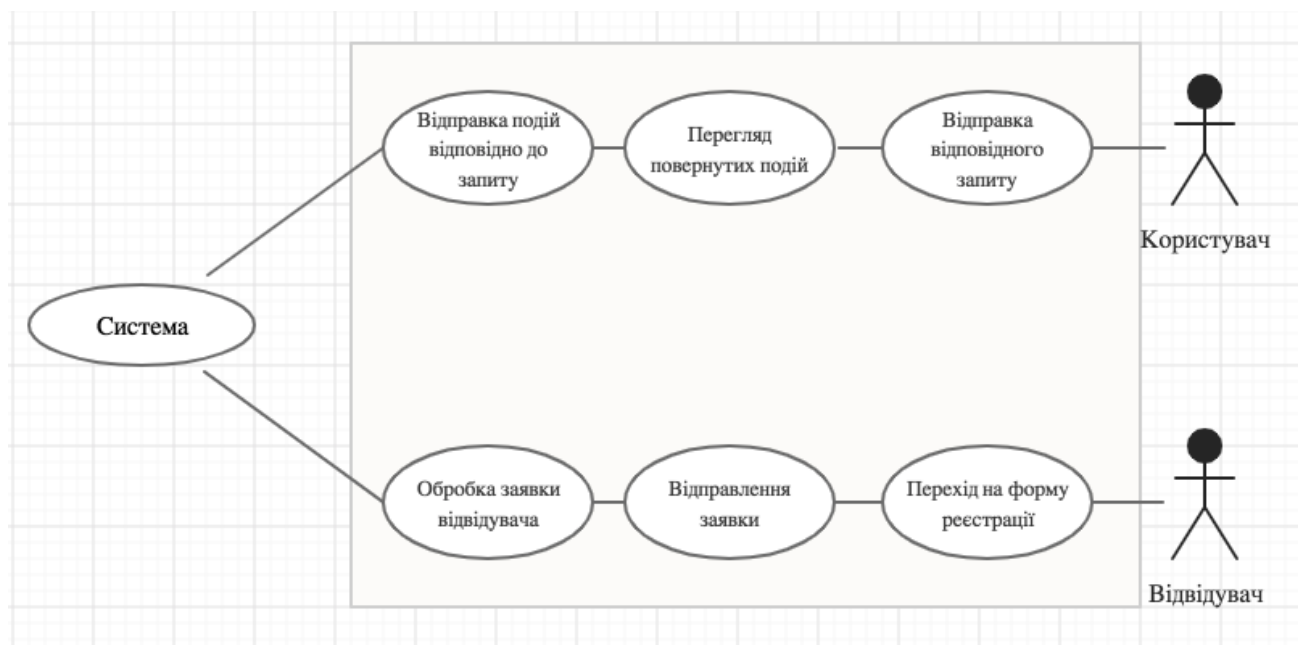 Відправка подій
відповідно до
запиту
Перегляд
повернутих подій
Відправка
відповідного
запиту
Користувач
Система
Обробка заявки
відвідувача
Відправлення
заявки
Перехід на форму
реєстрації
Відвідувач